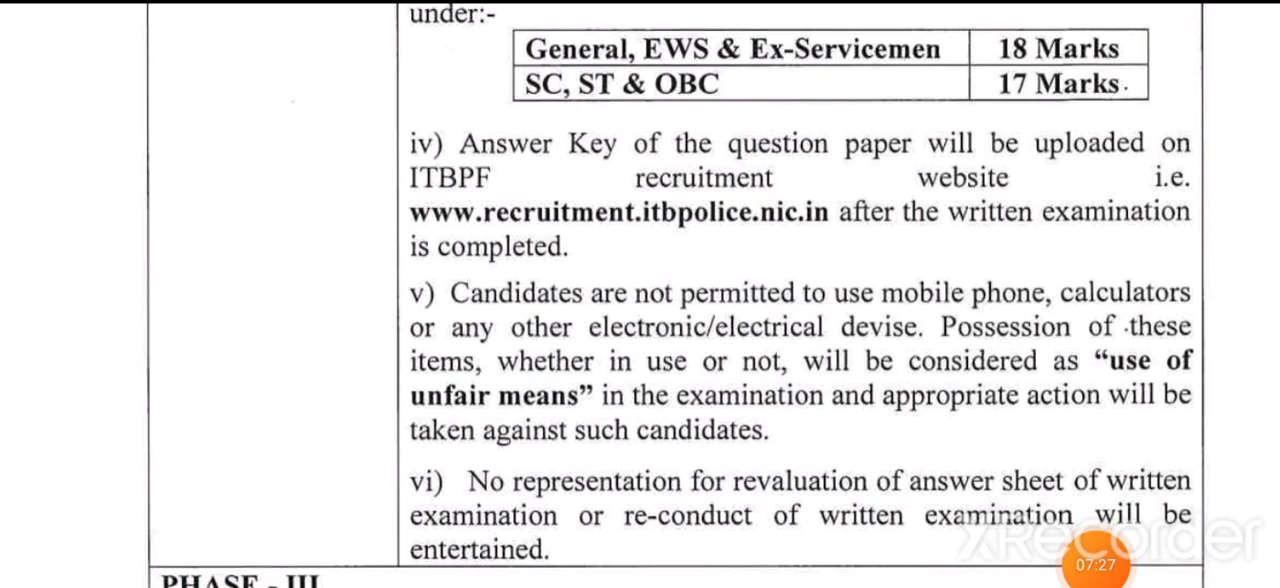 under:-
General, EWS & Ex-Servicemen 18 Marks
SC, ST & OBC 17 Marks
iv) Answer Key of the question paper will be uploaded on
ITBPF recruitment website i.e.
www.recruitment.itbpolice.nic.in after the written examination
is completed.
v) Candidates are not permitted to use mobile phone, calculators
or any other electronic/electrical devise. Possession of these
items, whether in use or not, will be considered as “use of
unfair means” in the examination and appropriate action will be
taken against such candidates.
vi) No representation for revaluation of answer sheet of written
examination or re-conduct of written examination will be
entertained.
XRecorder
07:27
PHASE - III